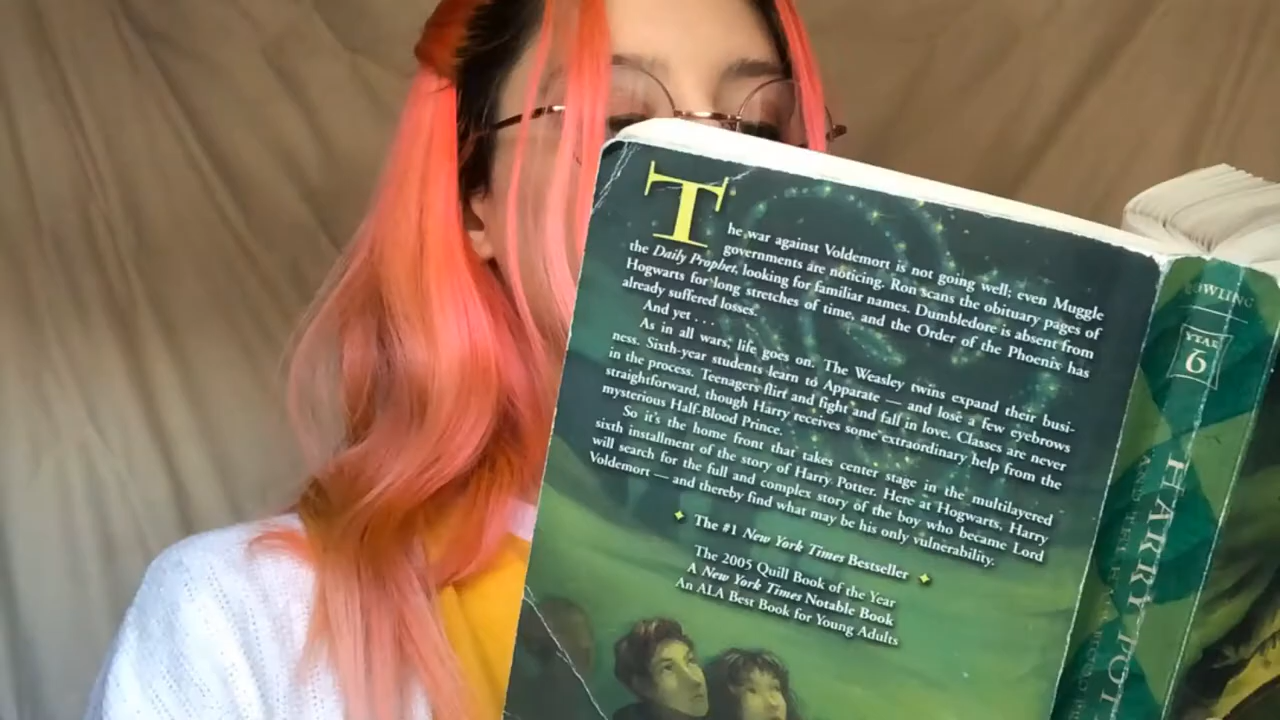 The war against Voldemort is not going well; even Muggle
governments are noticing. Ron scans the obituary pages of
the Daily Prophet, looking for familiar names. Dumbledore is absent from
Hogwarts for long stretches of time, and the Order of the Phoenix has
already suffered losses.
And yet . . .
As in all wars, life goes on. The Weasley twins expand their busi-
ness. Sixth-year students learn to Apparate — and lose a few eyebrows
in the process. Teenagers flirt and fight and fall in love. Classes are never
straightforward, though Harry receives some extraordinary help from the
mysterious Half-Blood Prince.
So it's the home front that takes center stage in the multilayered
sixth installment of the story of Harry Potter. Here at Hogwarts, Harry
will search for the full and complex story of the boy who became Lord
Voldemort — and thereby find what may be his only vulnerability.
The #1 New York Times Bestseller
The 2005 Quill Book of the Year
A New York Times Notable Book
An ALA Best Book for Young Adults
ROWLING
YEAR
6
HARRY POT